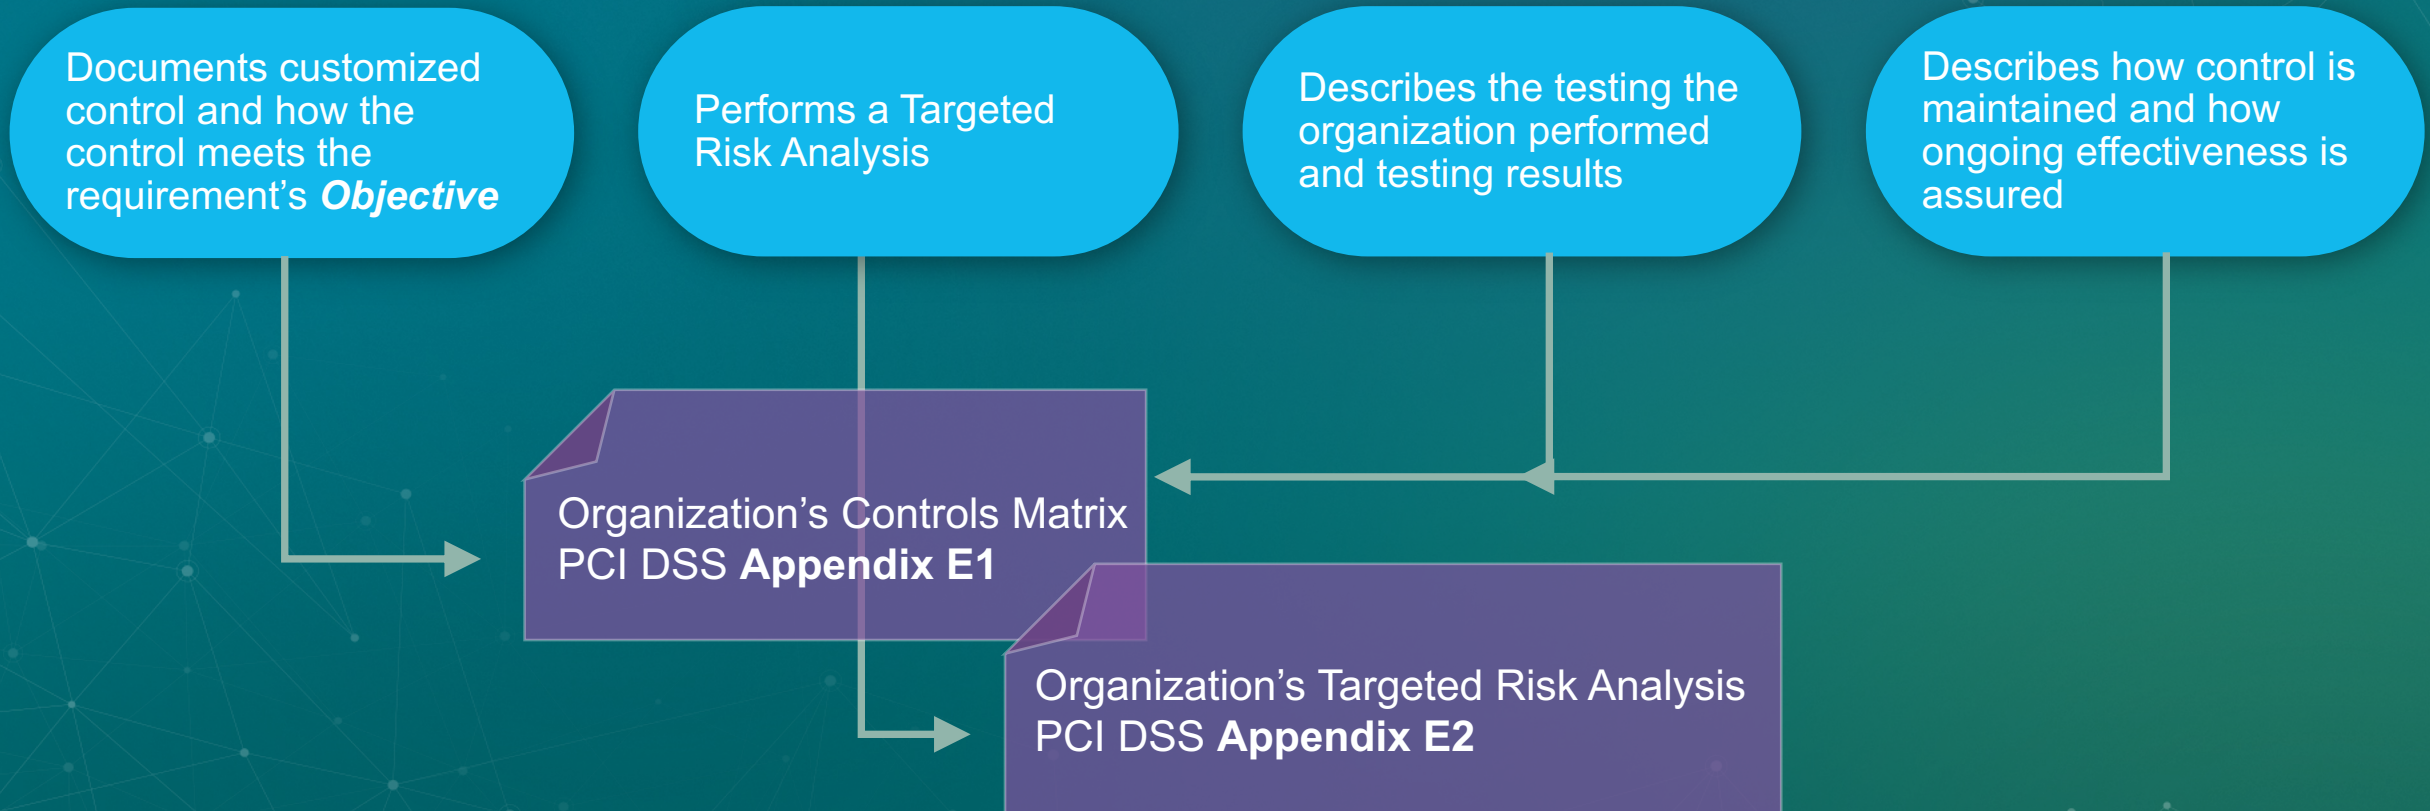 Documents customized
control and how the
control meets the
requirement’s Objective
Performs a Targeted
Risk Analysis
Describes the testing the
organization performed
and testing results
Describes how control is
maintained and how
ongoing effectiveness is
assured
Organization’s Controls Matrix
PCI DSS Appendix E1
Organization’s Targeted Risk Analysis
PCI DSS Appendix E2